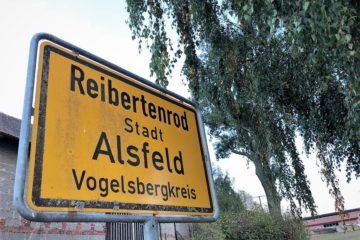 Reibertenrod
Stadt
Alsfeld
Vogelsbergkreis